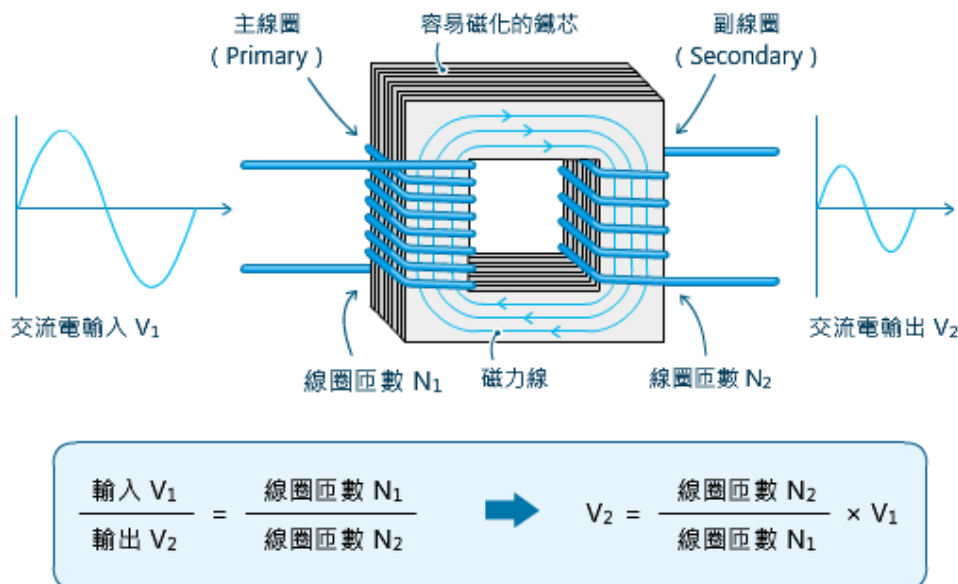 主線圈
( Primary )
容易磁化的鐵芯
副線圈
( Secondary )
交流電輸入 V₁
線圈匝數 N₁
磁力線
線圈匝數 N₂
交流電輸出 V₂
輸入 V₁
輸出 V₂
=
線圈匝數 N₁
線圈匝數 N₂
V₂ =
線圈匝數 N₂
線圈匝數 N₁
× V₁